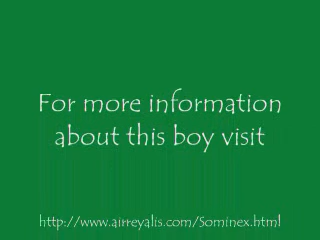 For more information
about this boy visit
http://www.airreyalis.com/Sominex.html